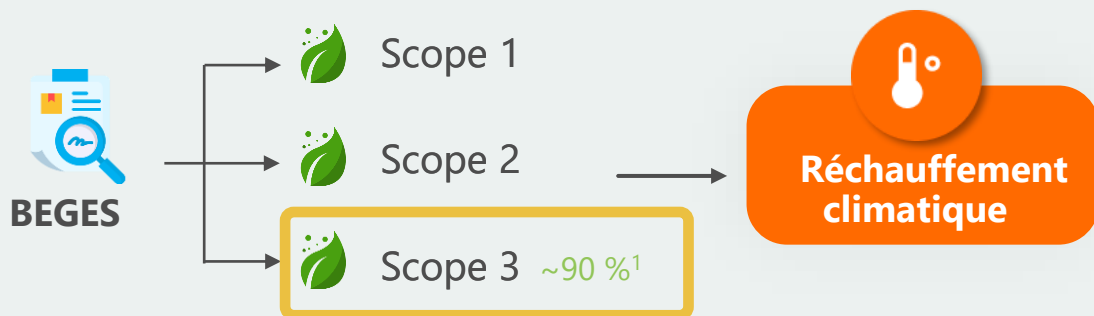 BEGES
Scope 1
Scope 2
Scope 3 ~90 %¹
Réchauffement
climatique